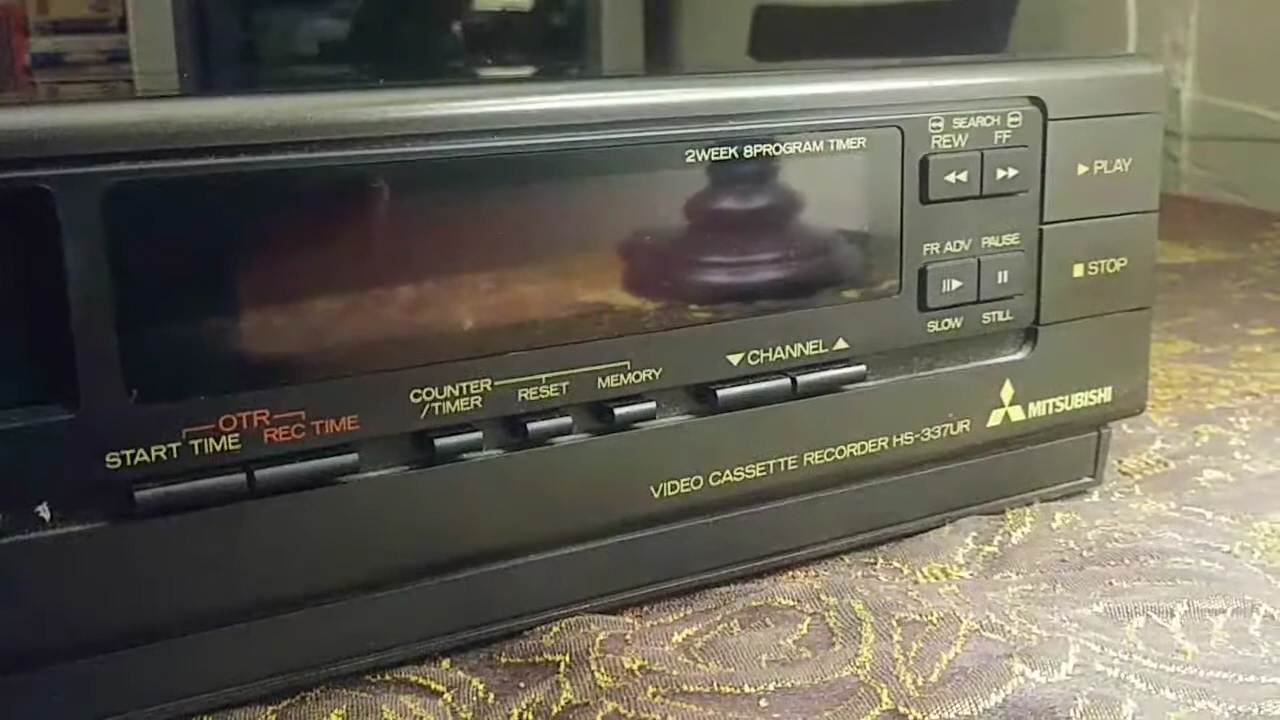 2WEEK 8PROGRAM TIMER
SEARCH
REW FF
PLAY
FR ADV PAUSE
STOP
SLOW STILL
CHANNEL
COUNTER
/TIMER
RESET
MEMORY
OTR
START TIME REC TIME
MITSUBISHI
VIDEO CASSETTE RECORDER HS-337UR